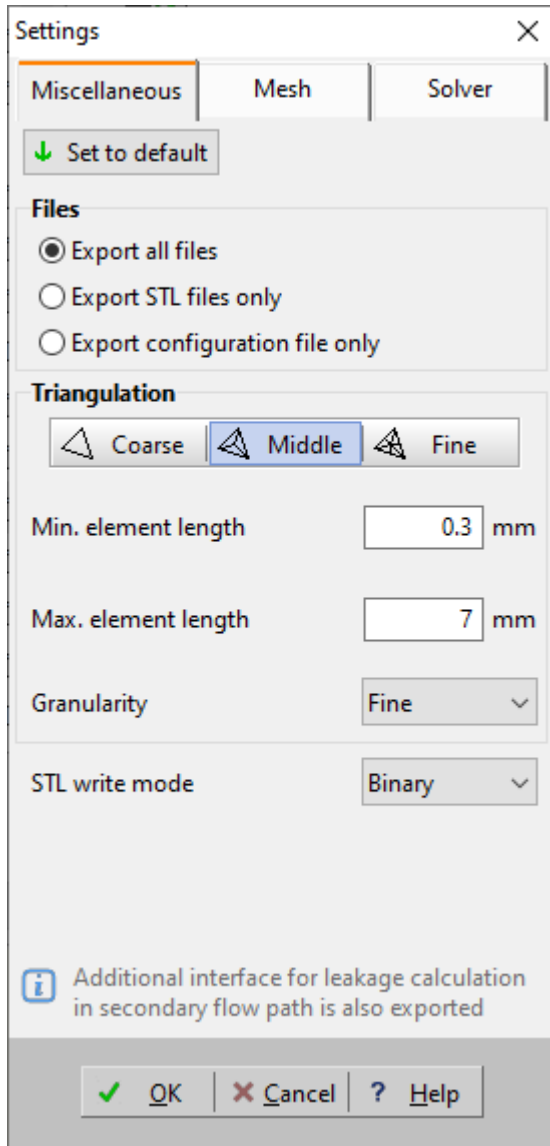 Settings
Miscellaneous Mesh Solver
Set to default
Files
Export all files
Export STL files only
Export configuration file only
Triangulation
Coarse Middle Fine
Min. element length 0.3 mm
Max. element length 7 mm
Granularity Fine
STL write mode Binary
Additional interface for leakage calculation
in secondary flow path is also exported
OK Cancel ? Help